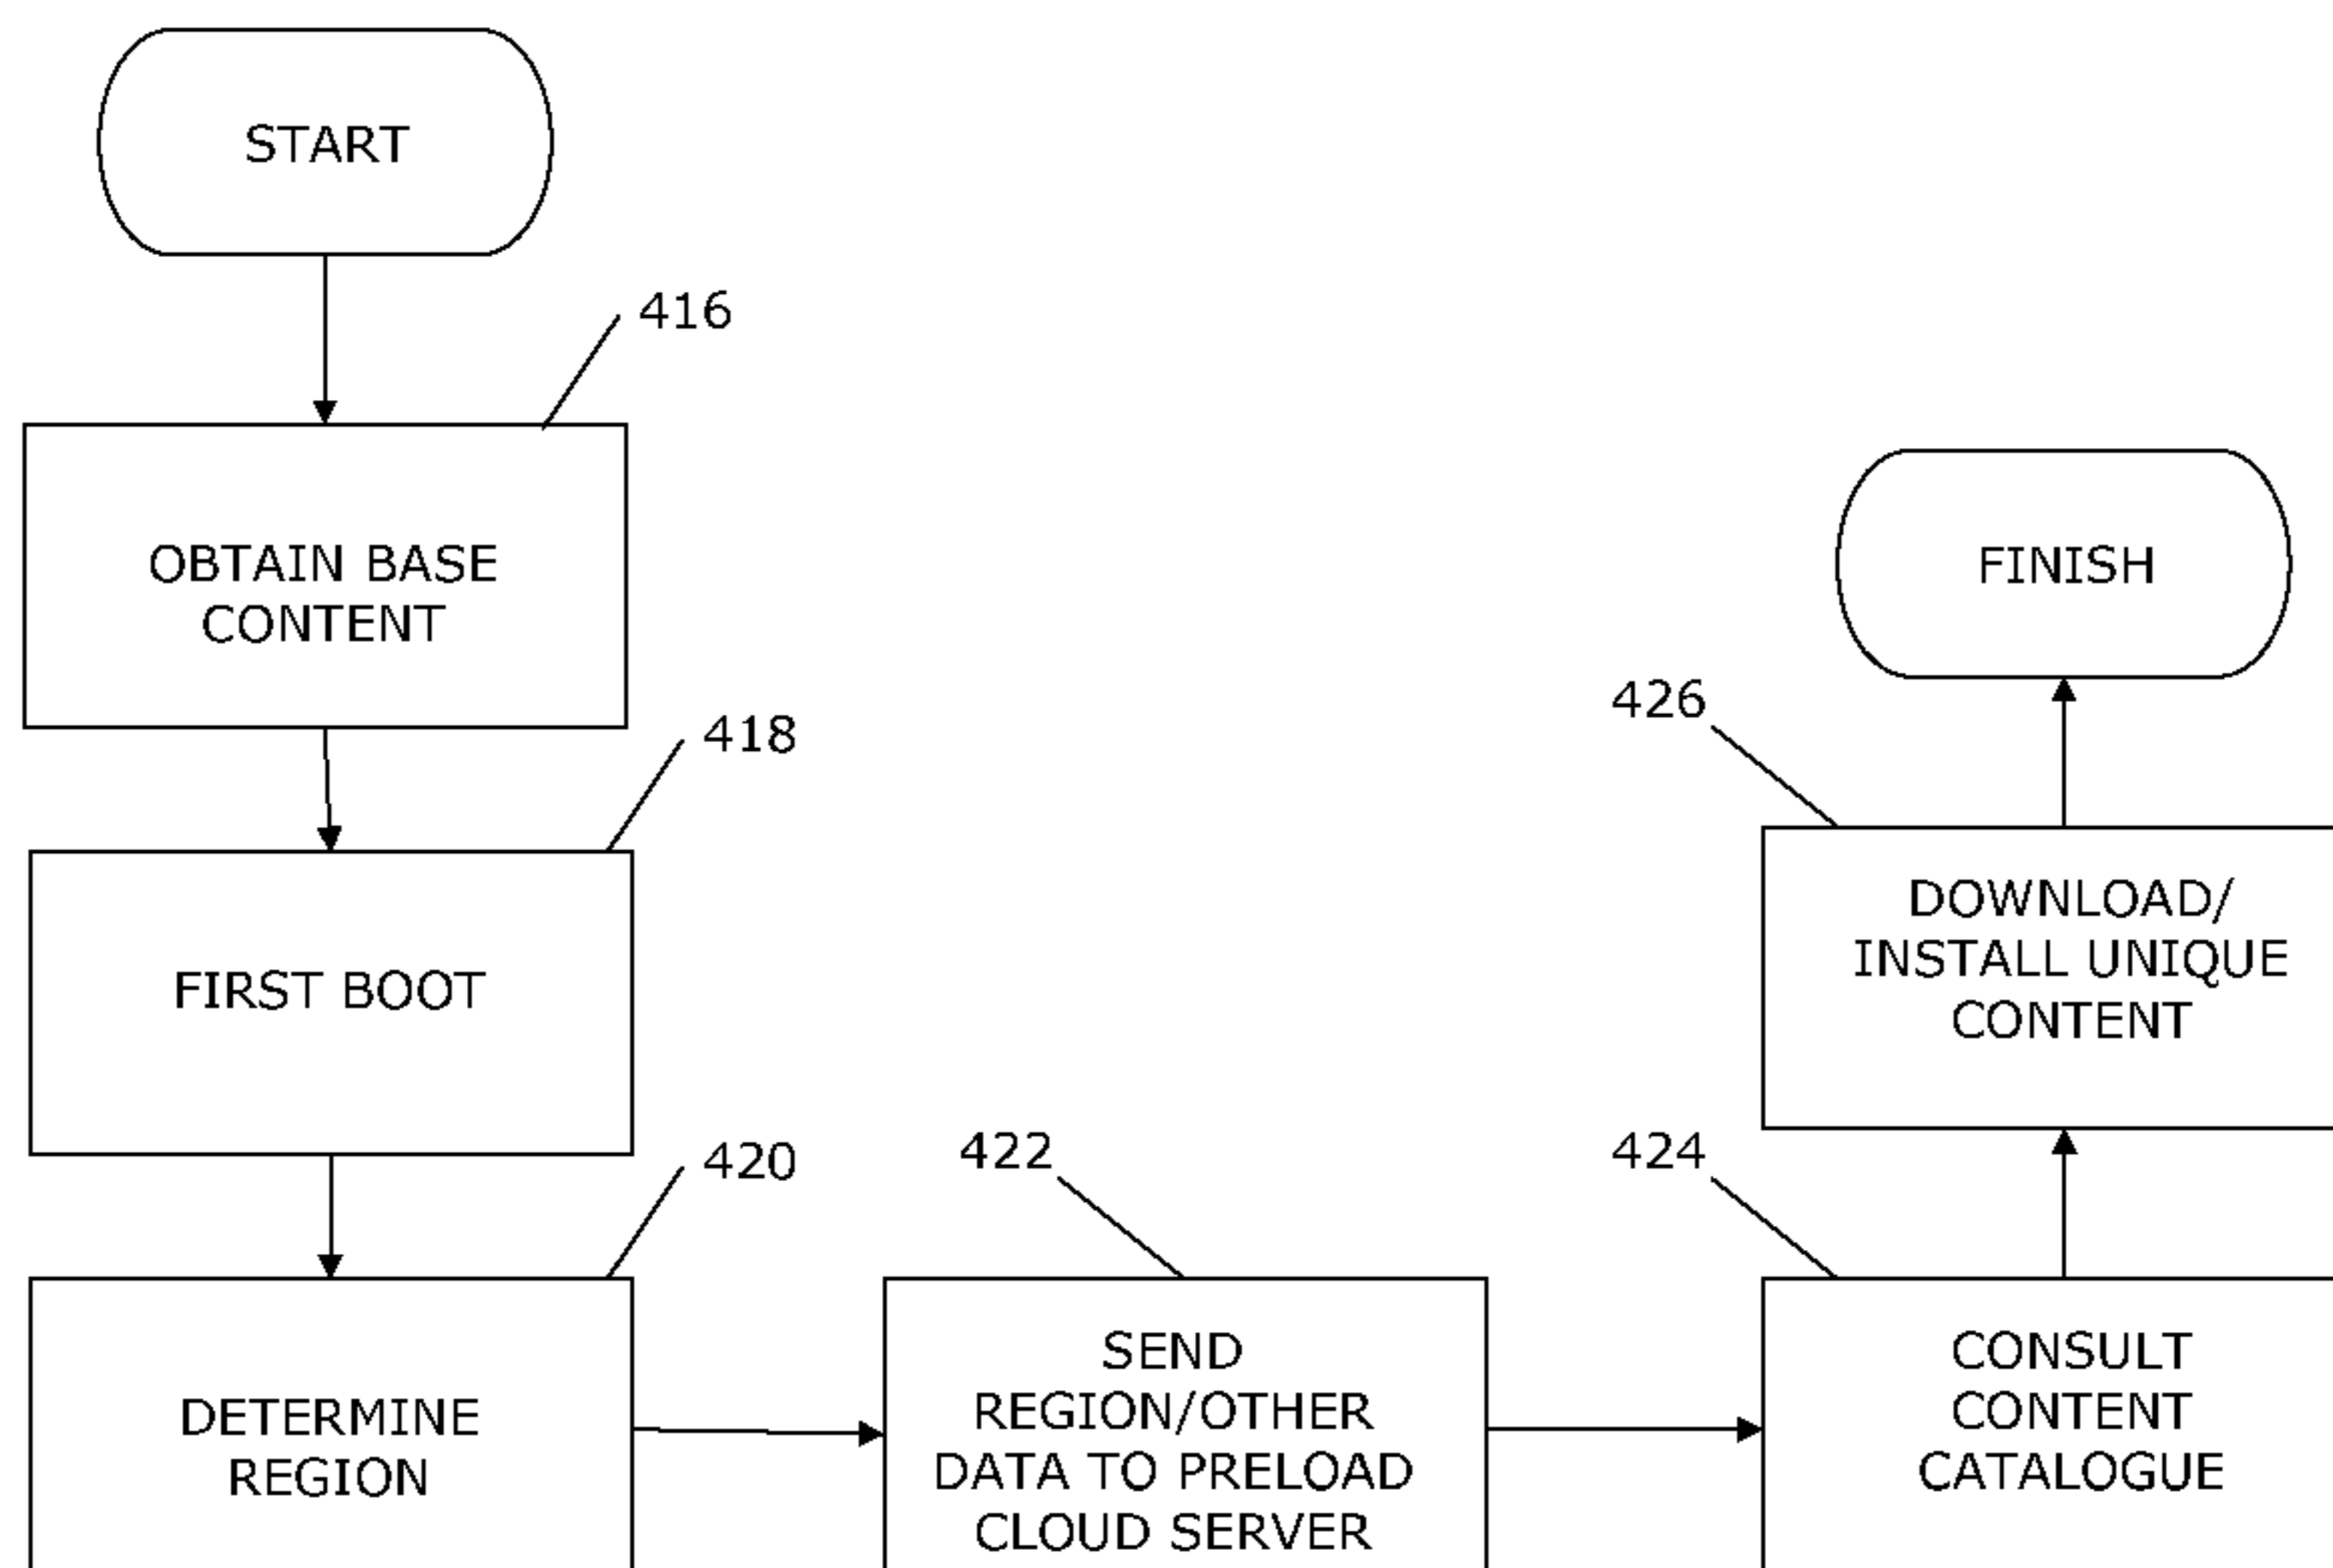 START
416
OBTAIN BASE
CONTENT
418
FIRST BOOT
420
DETERMINE
REGION
422
SEND
REGION/OTHER
DATA TO PRELOAD
CLOUD SERVER
424
CONSULT
CONTENT
CATALOGUE
426
DOWNLOAD/
INSTALL UNIQUE
CONTENT
FINISH